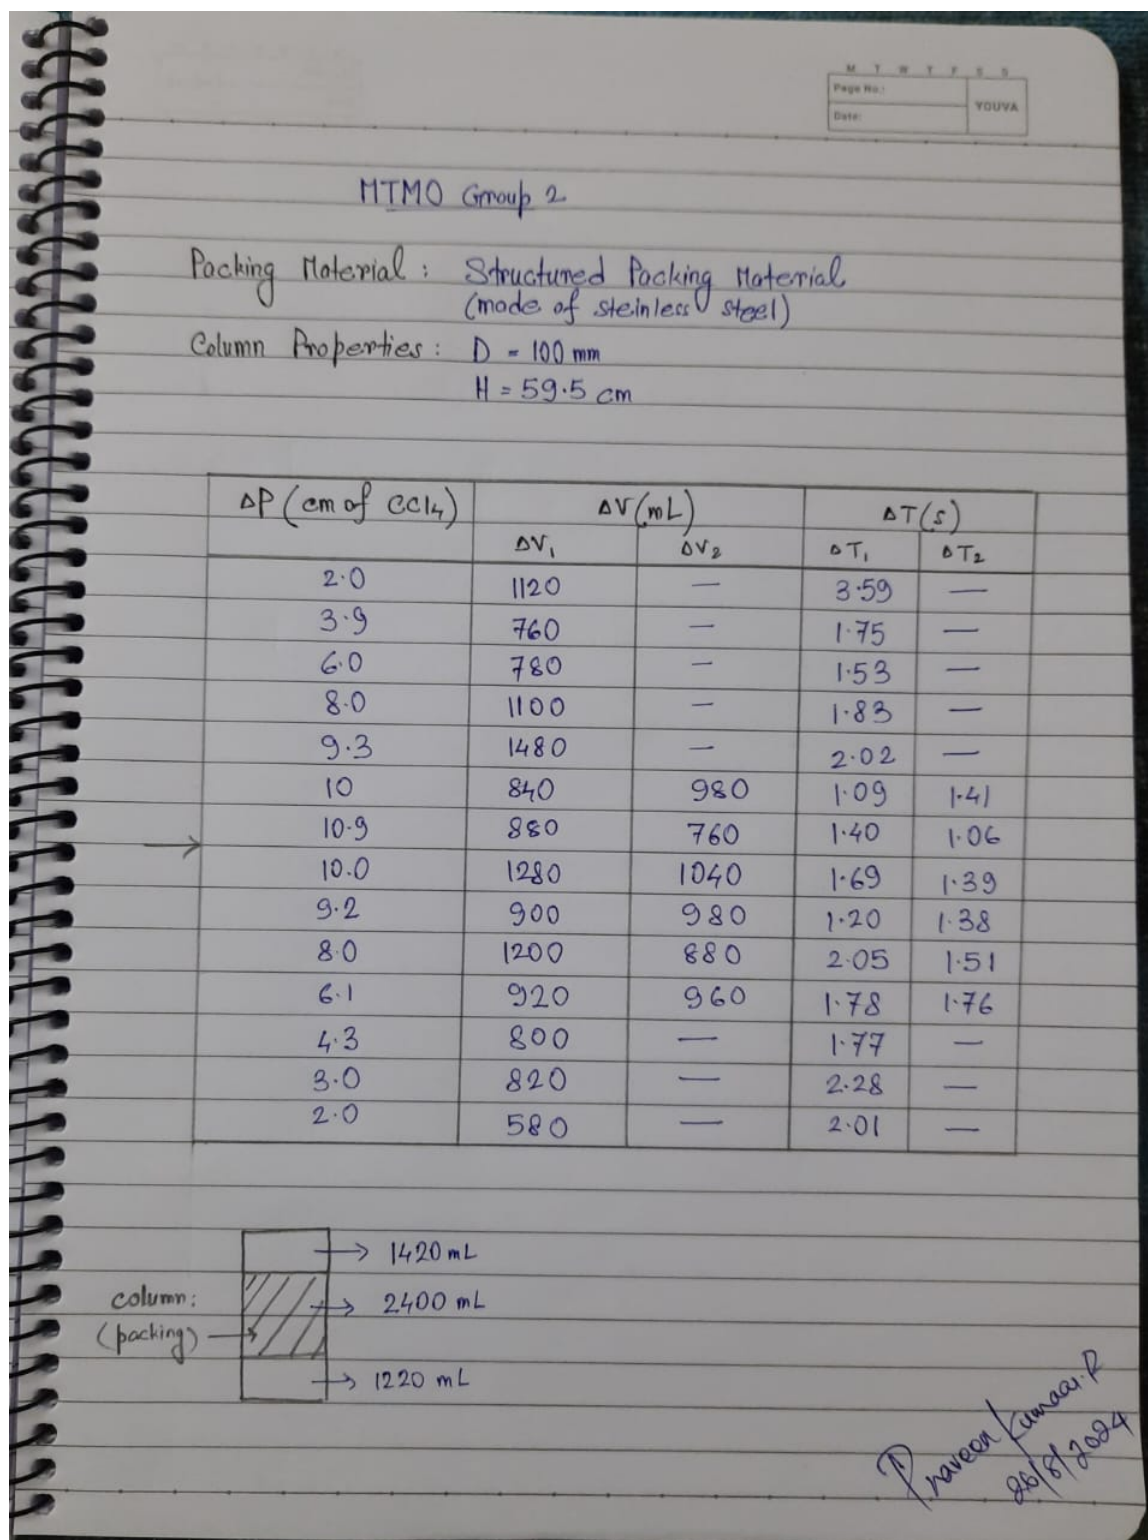 M T W T F S S
Page No.:
YOUVA
Date:
MTMO Group 2
Packing Material : Structured Packing Material
(made of steinless steel)
Column Properties : D = 100 mm
H = 59.5 cm
ΔP (cm of CCl4) ΔV (mL) ΔT(s)
ΔV1 ΔV2 ΔT1 ΔT2
2.0 1120 — 3.59 —
3.9 760 — 1.75 —
6.0 780 — 1.53 —
8.0 1100 — 1.83 —
9.3 1480 — 2.02 —
10 840 980 1.09 1.41
→ 10.9 880 760 1.40 1.06
10.0 1280 1040 1.69 1.39
9.2 900 980 1.20 1.38
8.0 1200 880 2.05 1.51
6.1 920 960 1.78 1.76
4.3 800 — 1.77 —
3.0 820 — 2.28 —
2.0 580 — 2.01 —
→ 1420 mL
column: → 2400 mL
(packing) →
→ 1220 mL
Praveen Kumaar.R
26/8/2024